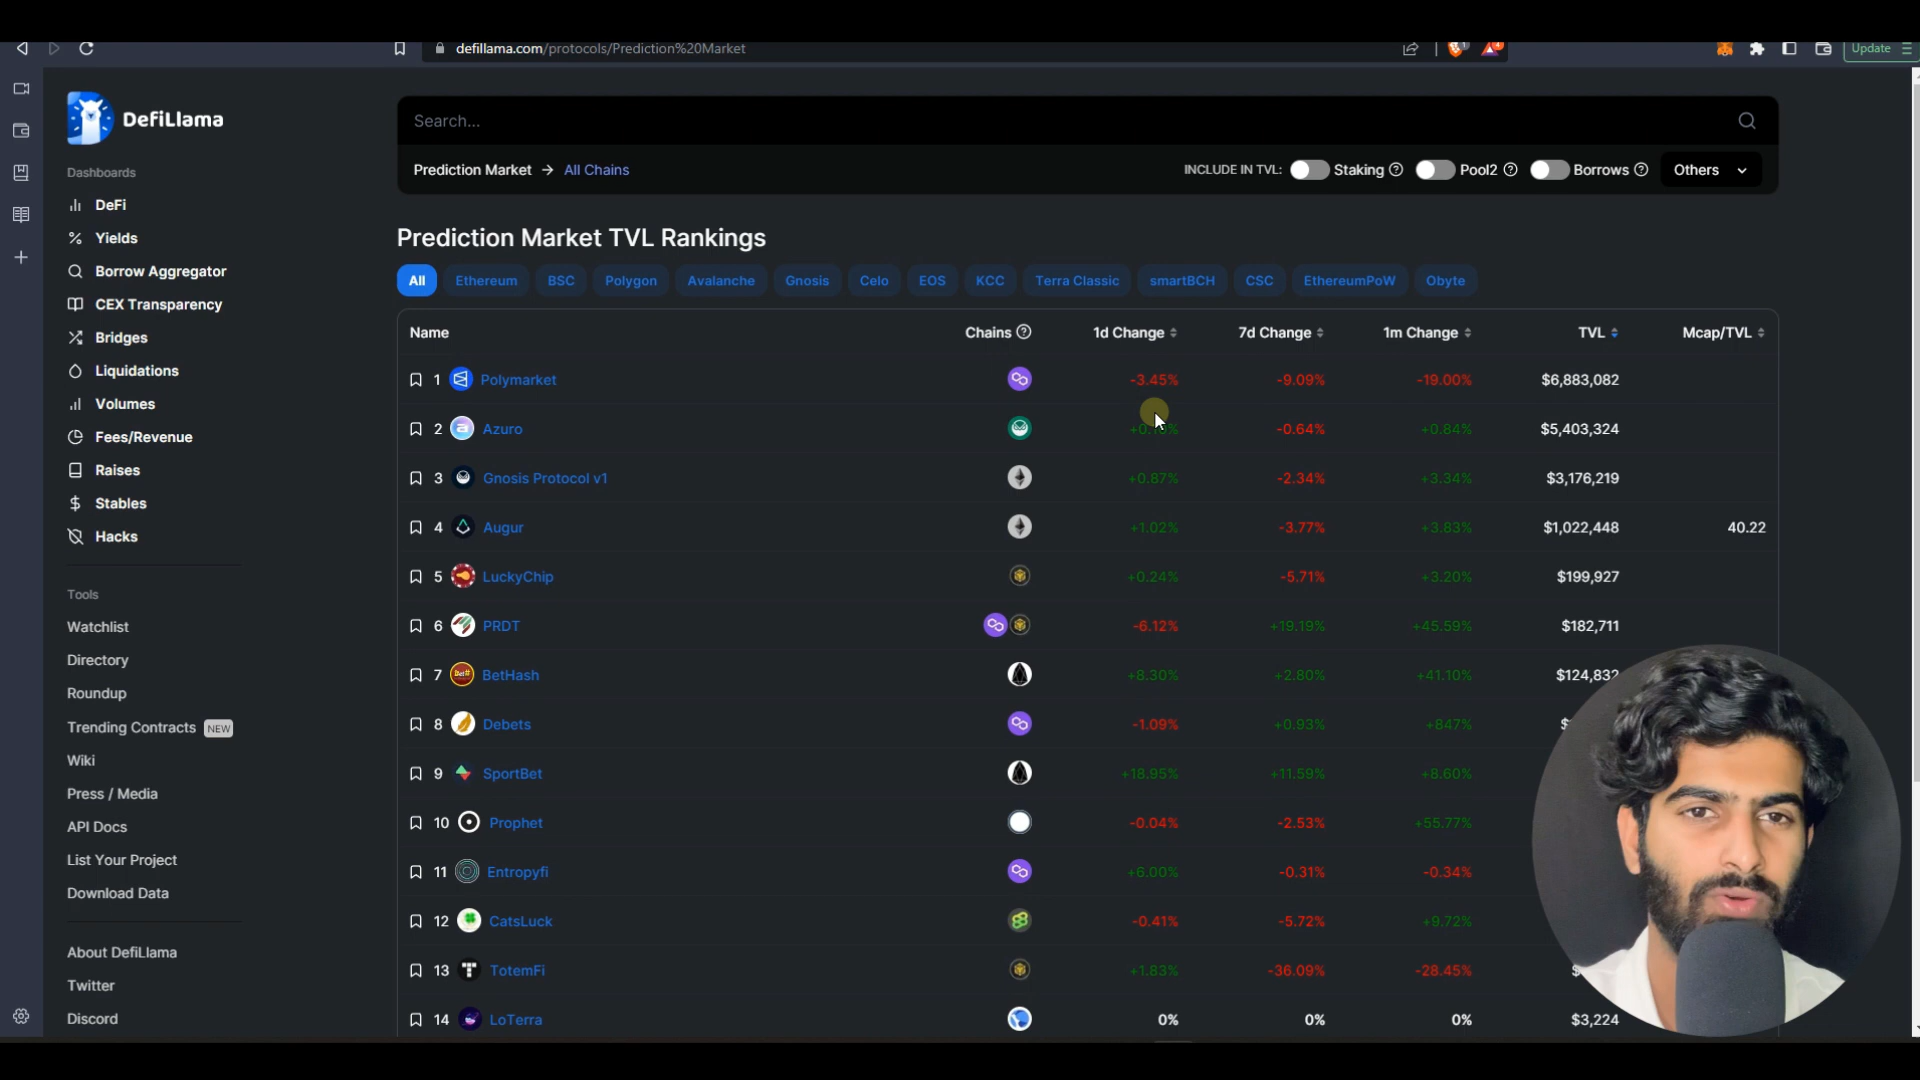 defillama.com/protocols/Prediction%20Market
Update
DefiLlama
Search...
Prediction Market → All Chains
INCLUDE IN TVL: Staking Pool2 Borrows Others
Dashboards
DeFi
Yields
Borrow Aggregator
CEX Transparency
Bridges
Liquidations
Volumes
Fees/Revenue
Raises
Stables
Hacks
Tools
Watchlist
Directory
Roundup
Trending Contracts NEW
Wiki
Press / Media
API Docs
List Your Project
Download Data
About DefiLlama
Twitter
Discord
Prediction Market TVL Rankings
All Ethereum BSC Polygon Avalanche Gnosis Celo EOS KCC Terra Classic smartBCH CSC EthereumPoW Obyte
Name Chains 1d Change 7d Change 1m Change TVL Mcap/TVL
1 Polymarket -3.45% -9.09% -19.00% $6,883,082
2 Azuro -0.64% +0.84% $5,403,324
3 Gnosis Protocol v1 +0.87% -2.34% +3.34% $3,176,219
4 Augur +1.02% -3.77% +3.83% $1,022,448 40.22
5 LuckyChip +0.24% -5.71% +3.20% $199,927
6 PRDT -6.12% +19.19% +45.59% $182,711
7 BetHash +8.30% +2.80% +41.10% $124,832
8 Debets -1.09% +0.93% +847%
9 SportBet +18.95% +11.59% +8.60%
10 Prophet -0.04% -2.53% +55.77%
11 Entropyfi +6.00% -0.31% -0.34%
12 CatsLuck -0.41% -5.72% +9.72%
13 TotemFi +1.83% -36.09% -28.45%
14 LoTerra 0% 0% 0% $3,224